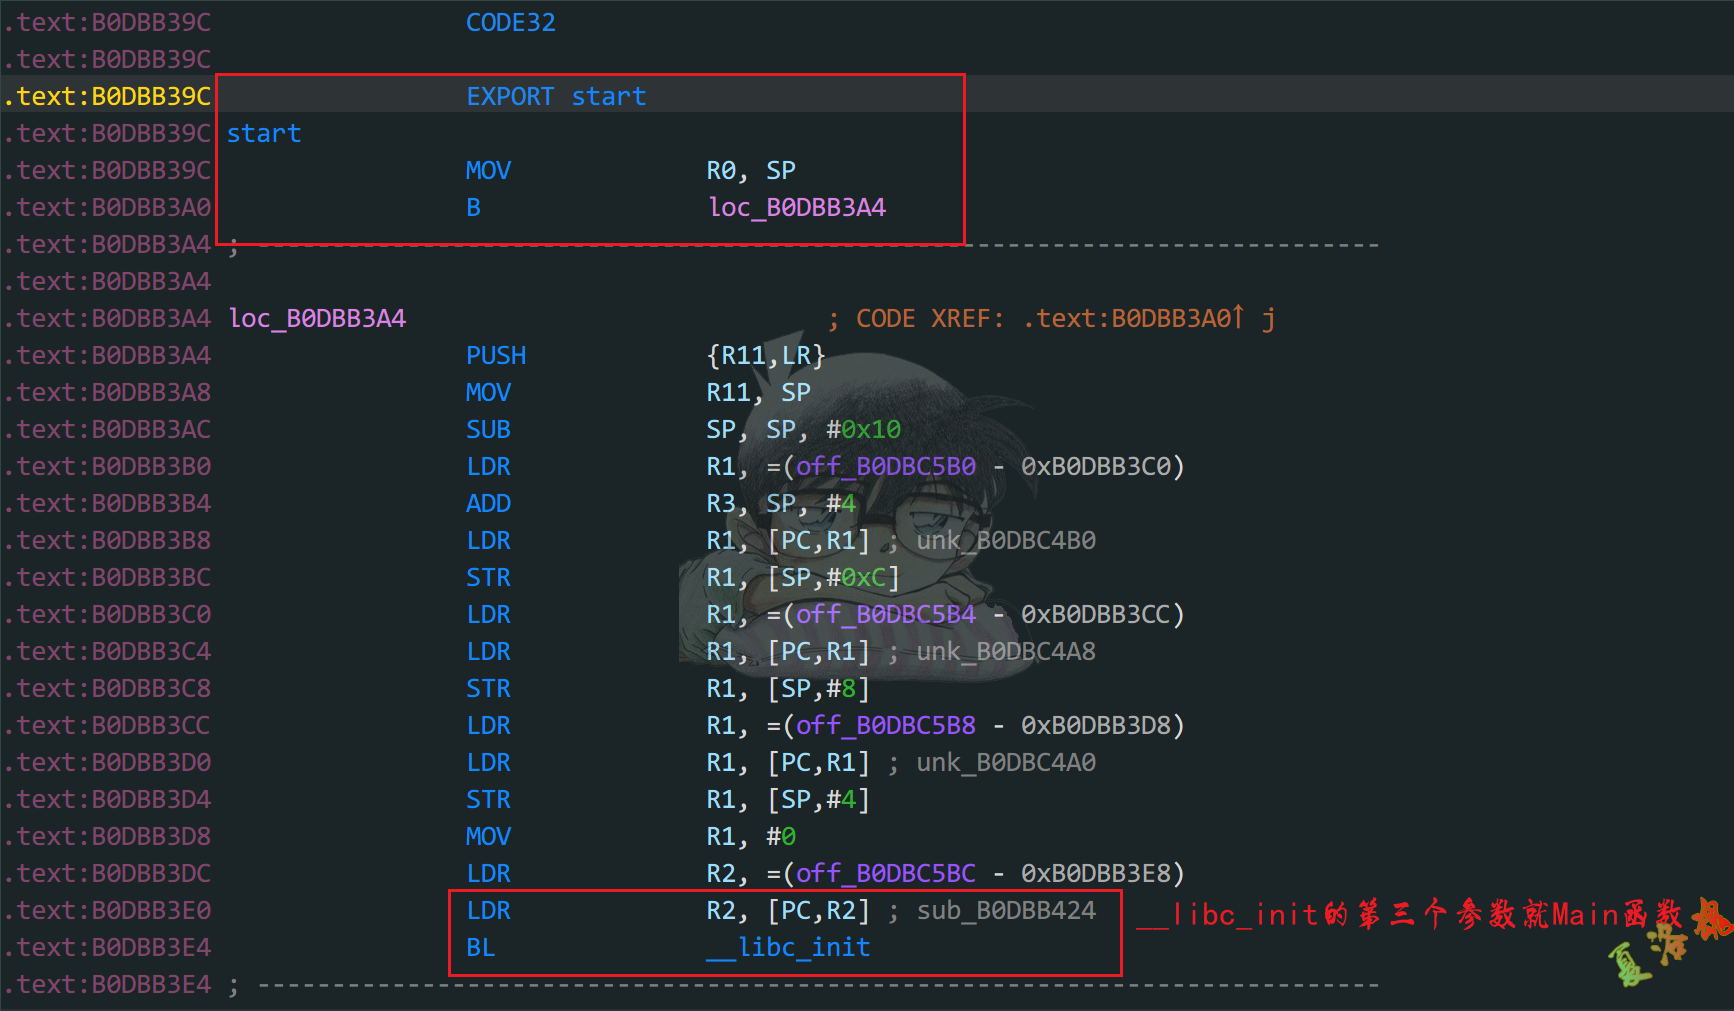 .text:B0DBB39C CODE32
.text:B0DBB39C
.text:B0DBB39C EXPORT start
.text:B0DBB39C start
.text:B0DBB39C MOV R0, SP
.text:B0DBB3A0 B loc_B0DBB3A4
.text:B0DBB3A4 ; ---------------------------------------------------------------------------
.text:B0DBB3A4
.text:B0DBB3A4 loc_B0DBB3A4 ; CODE XREF: .text:B0DBB3A0↑ j
.text:B0DBB3A4 PUSH {R11,LR}
.text:B0DBB3A8 MOV R11, SP
.text:B0DBB3AC SUB SP, SP, #0x10
.text:B0DBB3B0 LDR R1, =(off_B0DBC5B0 - 0xB0DBB3C0)
.text:B0DBB3B4 ADD R3, SP, #4
.text:B0DBB3B8 LDR R1, [PC,R1] ; unk_B0DBC4B0
.text:B0DBB3BC STR R1, [SP,#0xC]
.text:B0DBB3C0 LDR R1, =(off_B0DBC5B4 - 0xB0DBB3CC)
.text:B0DBB3C4 LDR R1, [PC,R1] ; unk_B0DBC4A8
.text:B0DBB3C8 STR R1, [SP,#8]
.text:B0DBB3CC LDR R1, =(off_B0DBC5B8 - 0xB0DBB3D8)
.text:B0DBB3D0 LDR R1, [PC,R1] ; unk_B0DBC4A0
.text:B0DBB3D4 STR R1, [SP,#4]
.text:B0DBB3D8 MOV R1, #0
.text:B0DBB3DC LDR R2, =(off_B0DBC5BC - 0xB0DBB3E8)
.text:B0DBB3E0 LDR R2, [PC,R2] ; sub_B0DBB424 __libc_init的第三个参数就Main函数
.text:B0DBB3E4 BL __libc_init
.text:B0DBB3E4 ; ---------------------------------------------------------------------------
夏洛